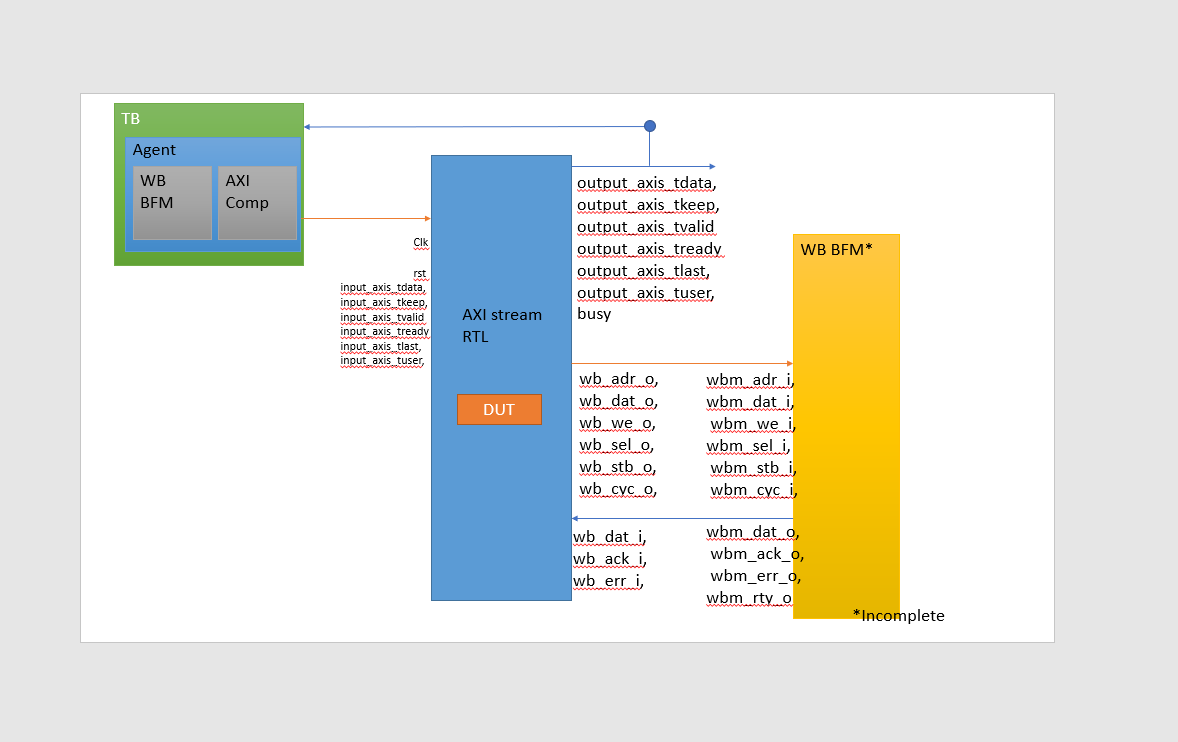 TB
Agent
WB
BFM
AXI
Comp
Clk
rst
input_axis_tdata,
input_axis_tkeep,
input_axis_tvalid
input_axis_tready
input_axis_tlast,
input_axis_tuser,
AXI stream
RTL
DUT
output_axis_tdata,
output_axis_tkeep,
output_axis_tvalid
output_axis_tready
output_axis_tlast,
output_axis_tuser,
busy
wb_adr_o,
wb_dat_o,
wb_we_o,
wb_sel_o,
wb_stb_o,
wb_cyc_o,
wbm_adr_i,
wbm_dat_i,
wbm_we_i,
wbm_sel_i,
wbm_stb_i,
wbm_cyc_i,
wb_dat_i,
wb_ack_i,
wb_err_i,
wbm_dat_o,
wbm_ack_o,
wbm_err_o,
wbm_rty_o
WB BFM*
*Incomplete